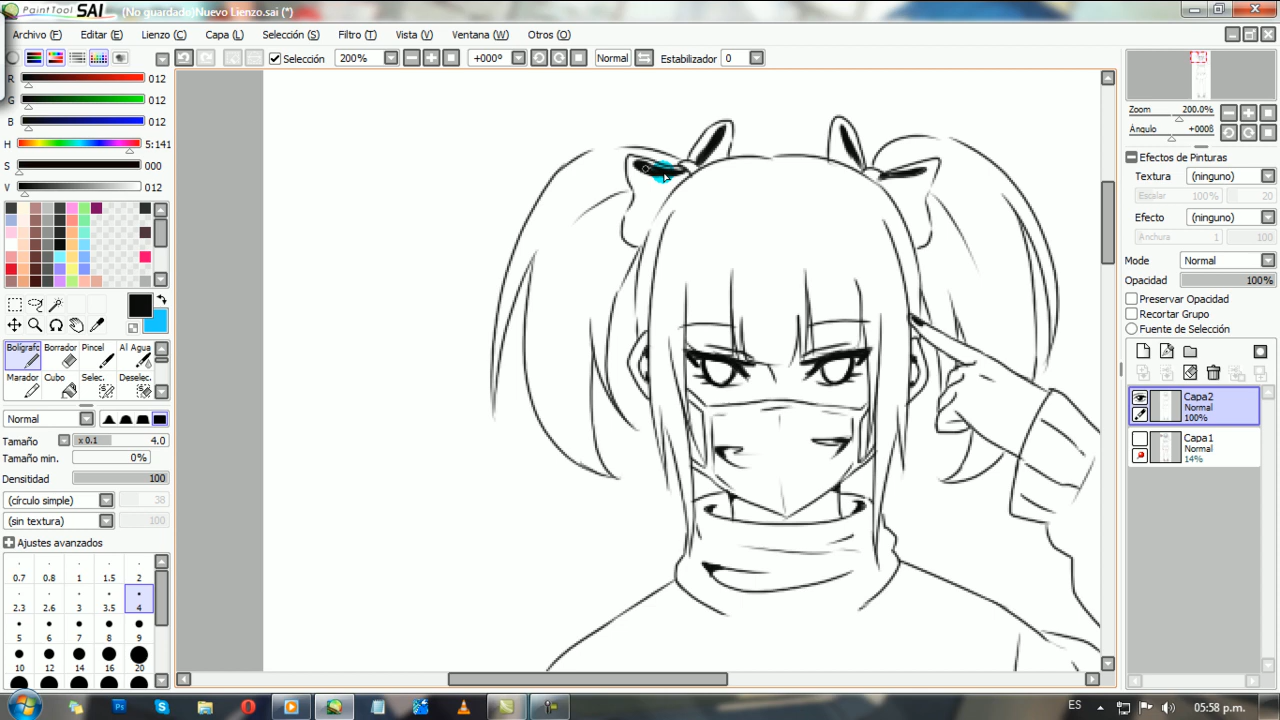 PaintTool SAI (No guardado)Nuevo Lienzo.sai (*)
Archivo (F) Editar (E) Lienzo (C) Capa (L) Selección (S) Filtro (T) Vista (V) Ventana (W) Otros (O)
Selección 200% +000º Normal Estabilizador 0
R 012
G 012
B 012
H 5:141
S 000
V 012
Bolígrafo Borrador Pincel Al Agua
Marador Cubo Selec. Deselec.
Normal
Tamaño x 0.1 4.0
Tamaño min. 0%
Densitidad 100
(círculo simple) 38
(sin textura) 100
Ajustes avanzados
0.7 0.8 1 1.5 2
2.3 2.6 3 3.5 4
5 6 7 8 9
10 12 14 16 20
Zoom 200.0%
Ángulo +000ß
Efectos de Pinturas
Textura (ninguno)
Escalar 100% 20
Efecto (ninguno)
Anchura 1 100
Mode Normal
Opacidad 100%
Preservar Opacidad
Recortar Grupo
Fuente de Selección
Capa2
Normal
100%
Capa1
Normal
14%
ES 05:58 p.m.